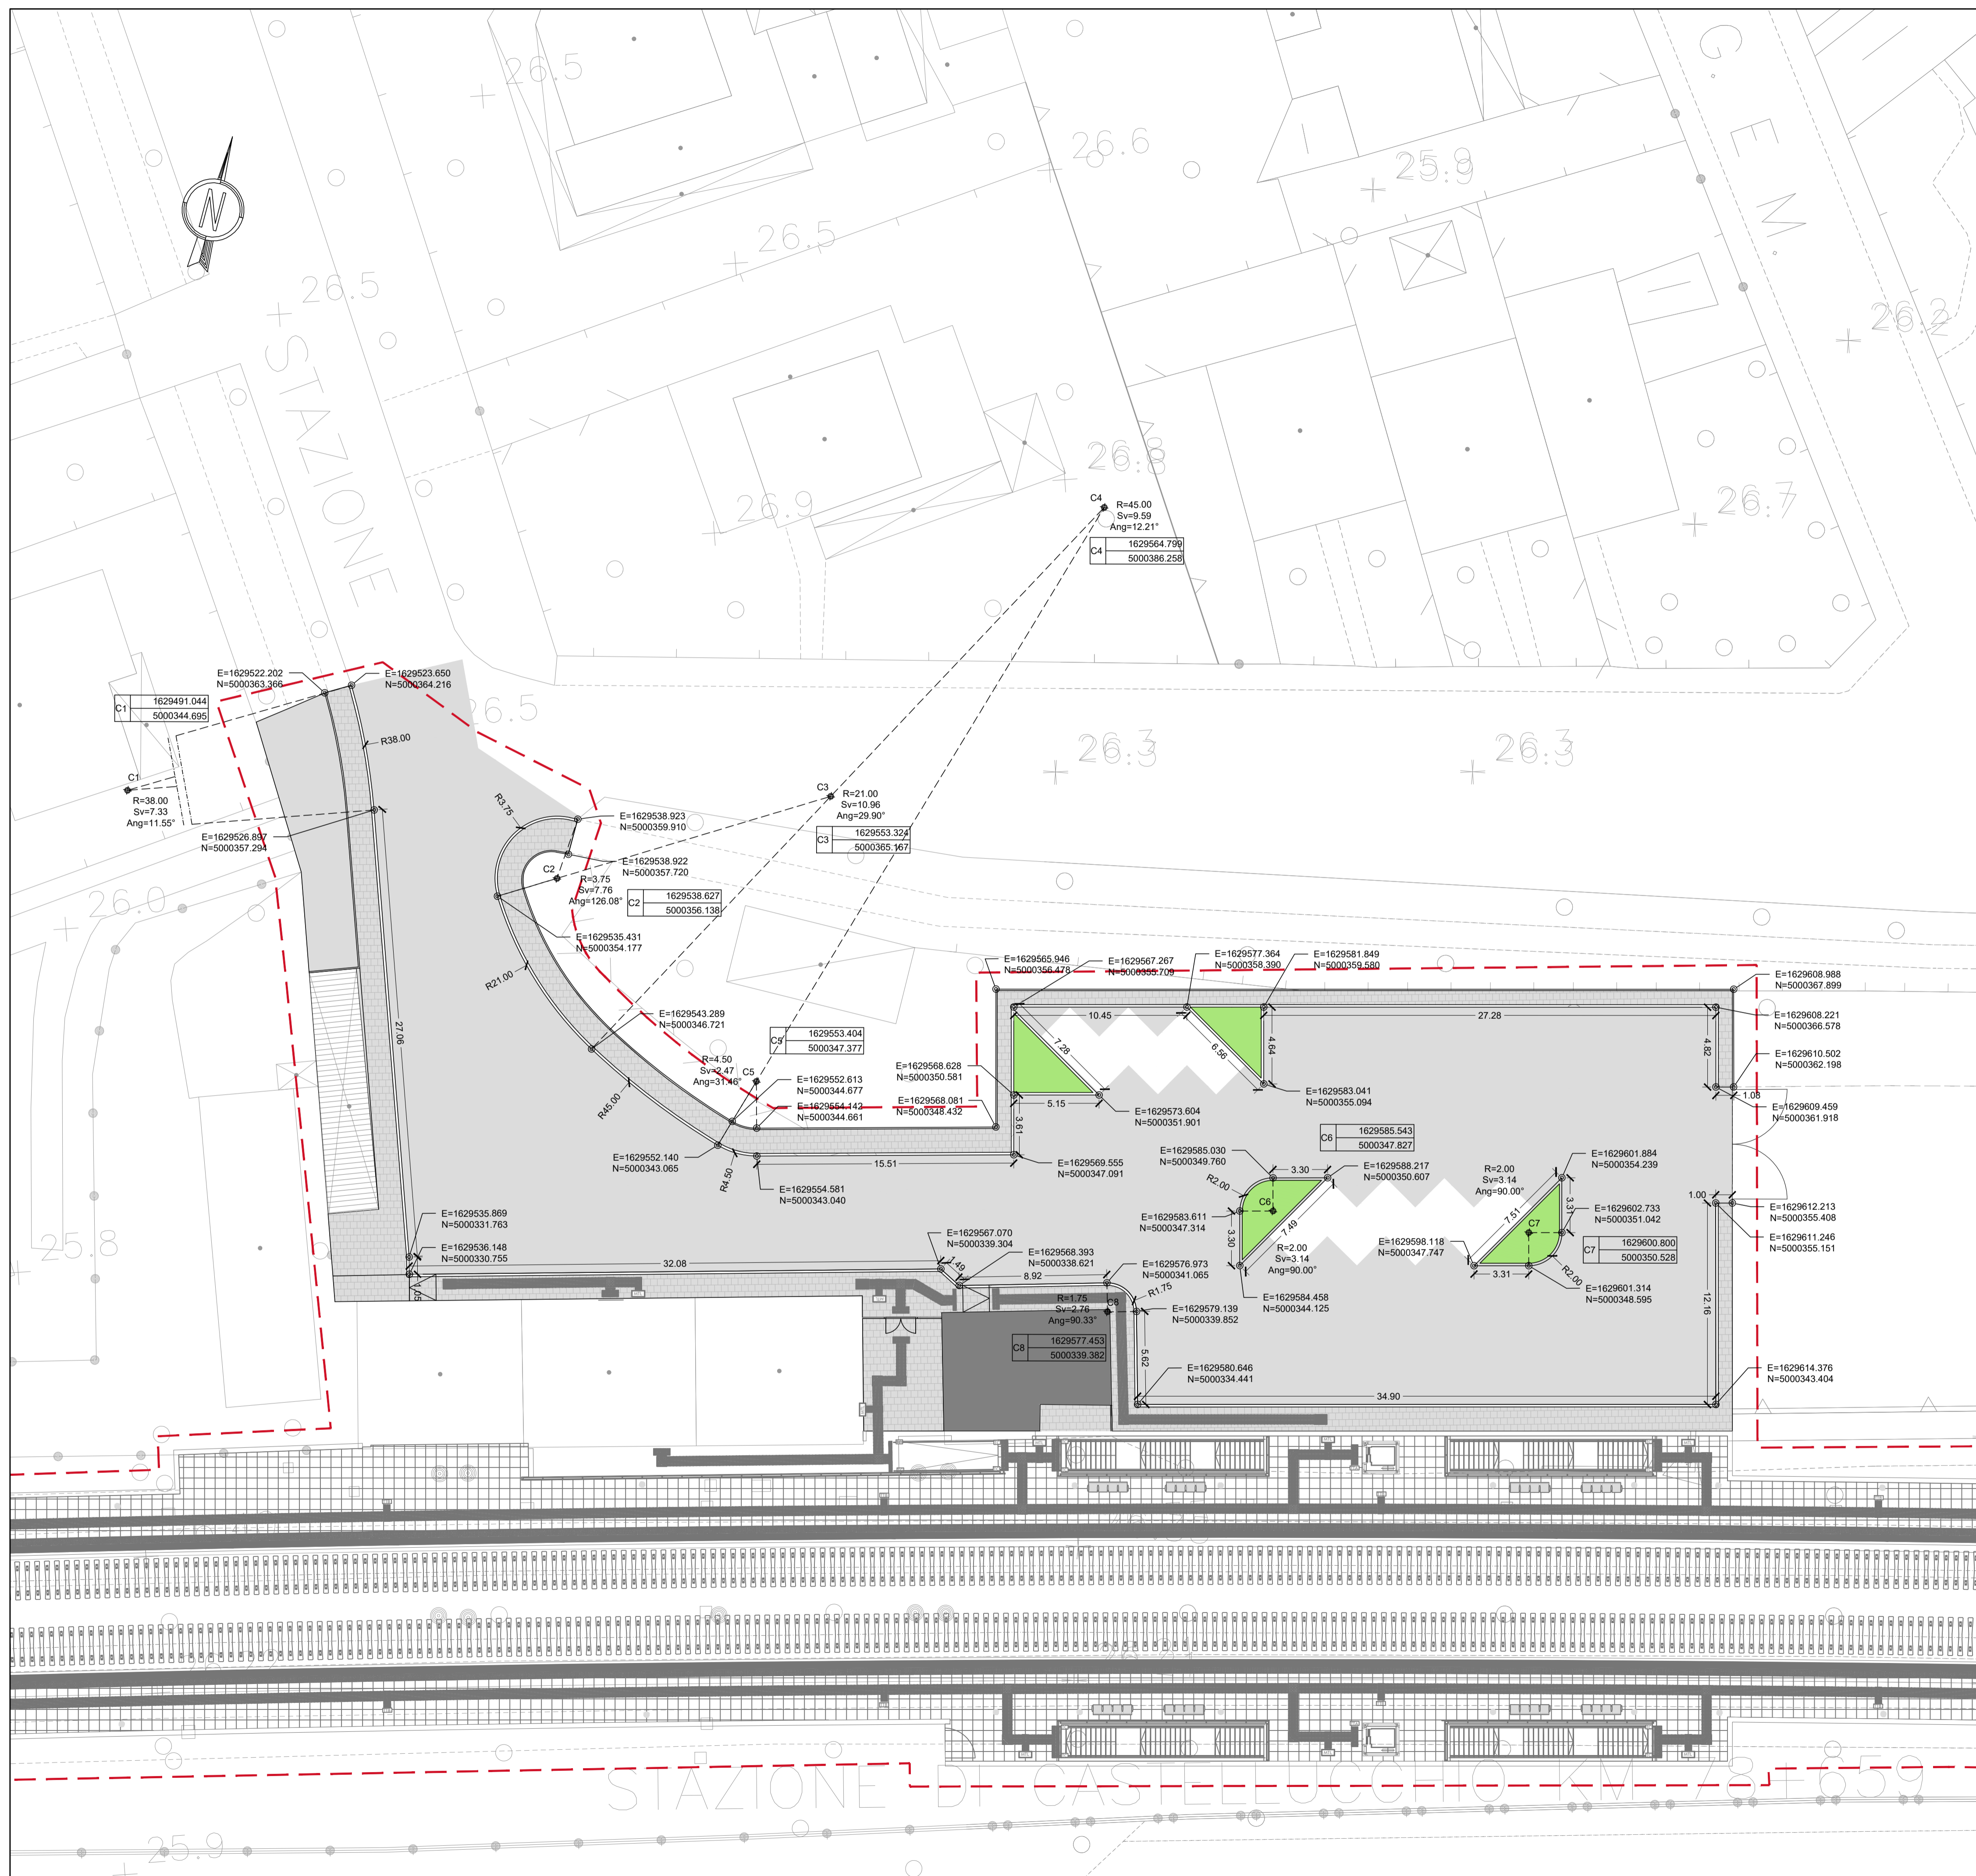 26.5
26.6
G. E M.
25.9
N
26.5
26.5
26.2
STAZIONE
26.8
26.9
26.7
C4
R=45.00
Sv=9.59
Ang=12.21°
C4
1629564.799
5000386.258
E=1629522.202
N=5000363.366
E=1629523.650
N=5000364.216
C1
1629491.044
5000344.695
26.5
R38.00
26.3
26.3
C1
R=38.00
Sv=7.33
Ang=11.55°
C3
R=21.00
Sv=10.96
Ang=29.90°
C3
1629553.324
5000365.167
R3.75
E=1629538.923
N=5000359.910
E=1629526.897
N=5000357.294
E=1629538.922
N=5000357.720
C2
R=3.75
Sv=7.76
Ang=126.08°
C2
1629538.627
5000356.138
26.0
E=1629535.431
N=5000354.177
R21.00
E=1629565.946
N=5000356.478
E=1629567.267
N=5000355.709
E=1629577.364
N=5000358.390
E=1629581.849
N=5000359.580
E=1629608.988
N=5000367.899
E=1629608.221
N=5000366.578
10.45
27.28
27.06
E=1629543.289
N=5000346.721
C5
1629553.404
5000347.377
7.28
6.56
4.64
4.82
E=1629610.502
N=5000362.198
R=4.50
Sv=2.47
Ang=31.46°
C5
E=1629568.628
N=5000350.581
E=1629552.613
N=5000344.677
E=1629583.041
N=5000355.094
1.08
R45.00
E=1629554.142
N=5000344.661
E=1629568.081
N=5000348.432
5.15
E=1629573.604
N=5000351.901
E=1629609.459
N=5000361.918
3.61
C6
1629585.543
5000347.827
E=1629552.140
N=5000343.065
R4.50
15.51
E=1629569.555
N=5000347.091
E=1629585.030
N=5000349.760
3.30
E=1629588.217
N=5000350.607
R=2.00
Sv=3.14
Ang=90.00°
E=1629601.884
N=5000354.239
E=1629554.581
N=5000343.040
R2.00
C6
1.00
E=1629535.869
N=5000331.763
E=1629583.611
N=5000347.314
7.49
7.51
3.31
E=1629602.733
N=5000351.042
E=1629612.213
N=5000355.408
25.8
E=1629536.148
N=5000330.755
E=1629567.070
N=5000339.304
3.30
R=2.00
Sv=3.14
Ang=90.00°
E=1629598.118
N=5000347.747
C7
C7
1629600.800
5000350.528
E=1629611.246
N=5000355.151
32.08
1.49
E=1629568.393
N=5000338.621
8.92
E=1629576.973
N=5000341.065
3.31
R2.00
R1.75
E=1629584.458
N=5000344.125
E=1629601.314
N=5000348.595
12.16
R=1.75
Sv=2.76
Ang=90.33°
C8
E=1629579.139
N=5000339.852
C8
1629577.453
5000339.382
5.62
E=1629580.646
N=5000334.441
34.90
E=1629614.376
N=5000343.404
STAZIONE DI CASTELLUCCHIO KM 78+659
25.9